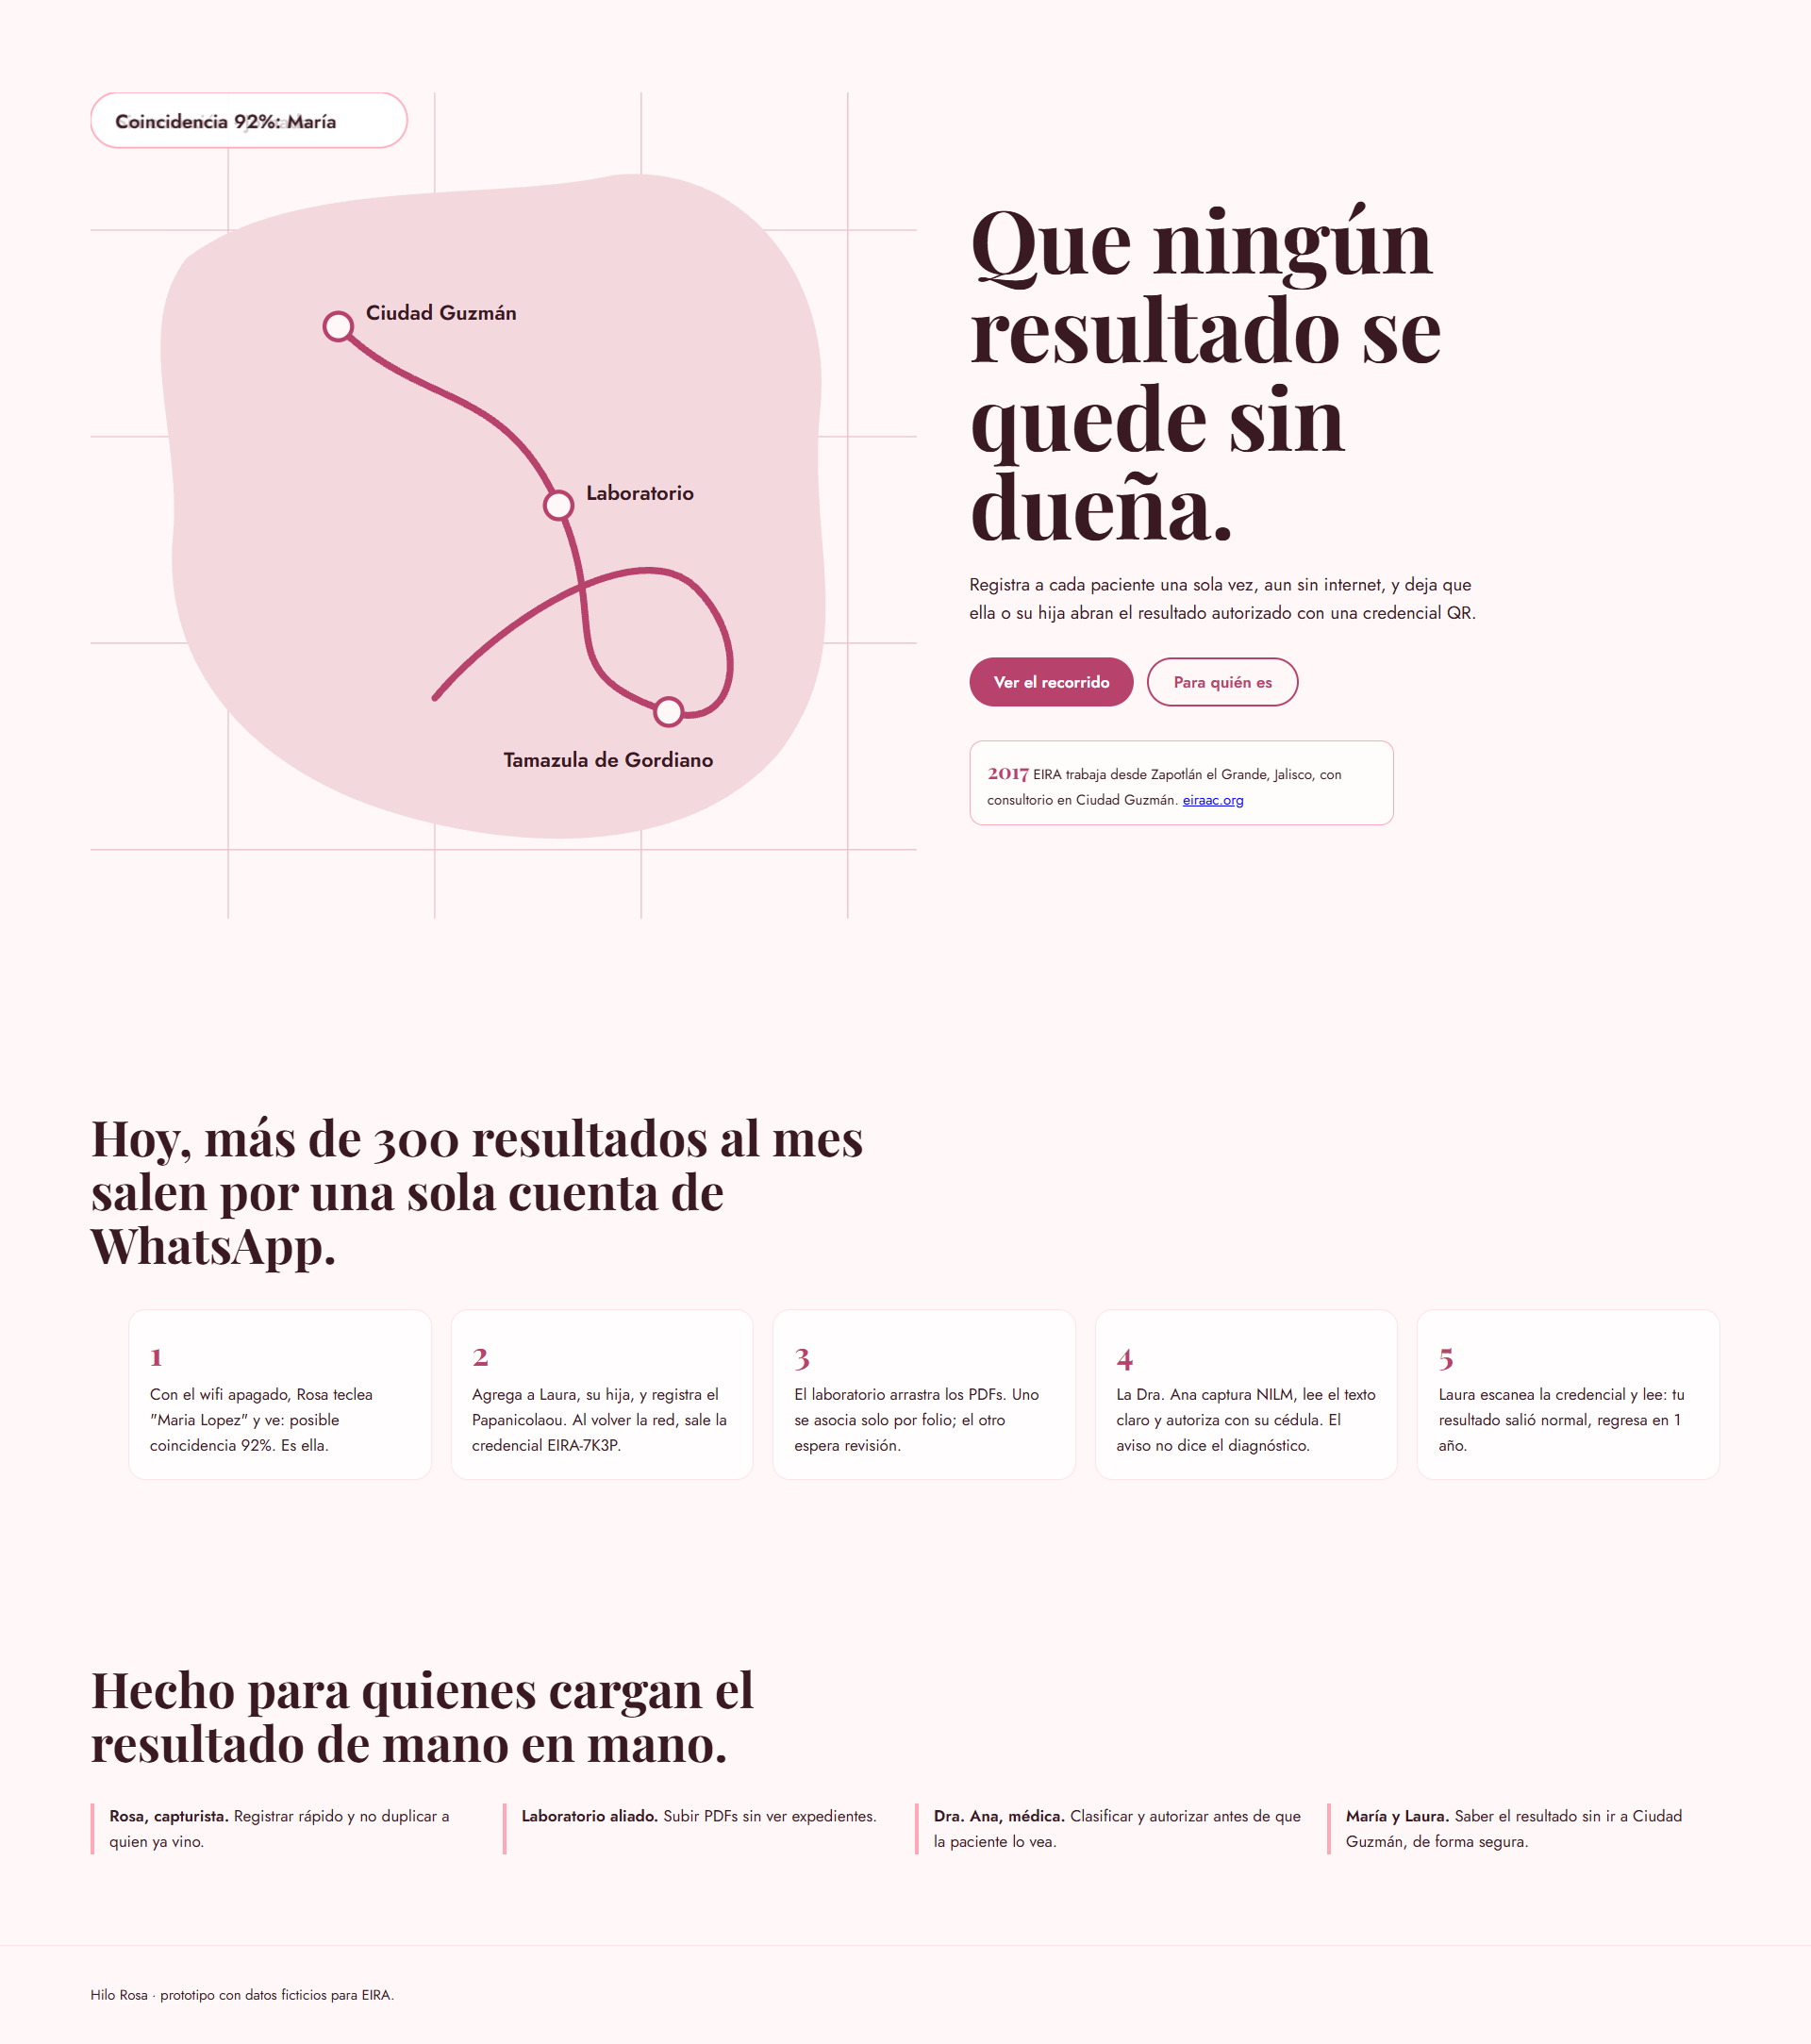 Coincidencia 92%: María
Ciudad Guzmán
Laboratorio
Tamazula de Gordiano
Que ningún
resultado se
quede sin
dueña.
Registra a cada paciente una sola vez, aun sin internet, y deja que
ella o su hija abran el resultado autorizado con una credencial QR.
Ver el recorrido
Para quién es
2017 EIRA trabaja desde Zapotlán el Grande, Jalisco, con
consultorio en Ciudad Guzmán. eiraac.org
Hoy, más de 300 resultados al mes
salen por una sola cuenta de
WhatsApp.
1
Con el wifi apagado, Rosa teclea
"Maria Lopez" y ve: posible
coincidencia 92%. Es ella.
2
Agrega a Laura, su hija, y registra el
Papanicolaou. Al volver la red, sale la
credencial EIRA-7K3P.
3
El laboratorio arrastra los PDFs. Uno
se asocia solo por folio; el otro
espera revisión.
4
La Dra. Ana captura NILM, lee el texto
claro y autoriza con su cédula. El
aviso no dice el diagnóstico.
5
Laura escanea la credencial y lee: tu
resultado salió normal, regresa en 1
año.
Hecho para quienes cargan el
resultado de mano en mano.
Rosa, capturista. Registrar rápido y no duplicar a
quien ya vino.
Laboratorio aliado. Subir PDFs sin ver expedientes.
Dra. Ana, médica. Clasificar y autorizar antes de que
la paciente lo vea.
María y Laura. Saber el resultado sin ir a Ciudad
Guzmán, de forma segura.
Hilo Rosa · prototipo con datos ficticios para EIRA.